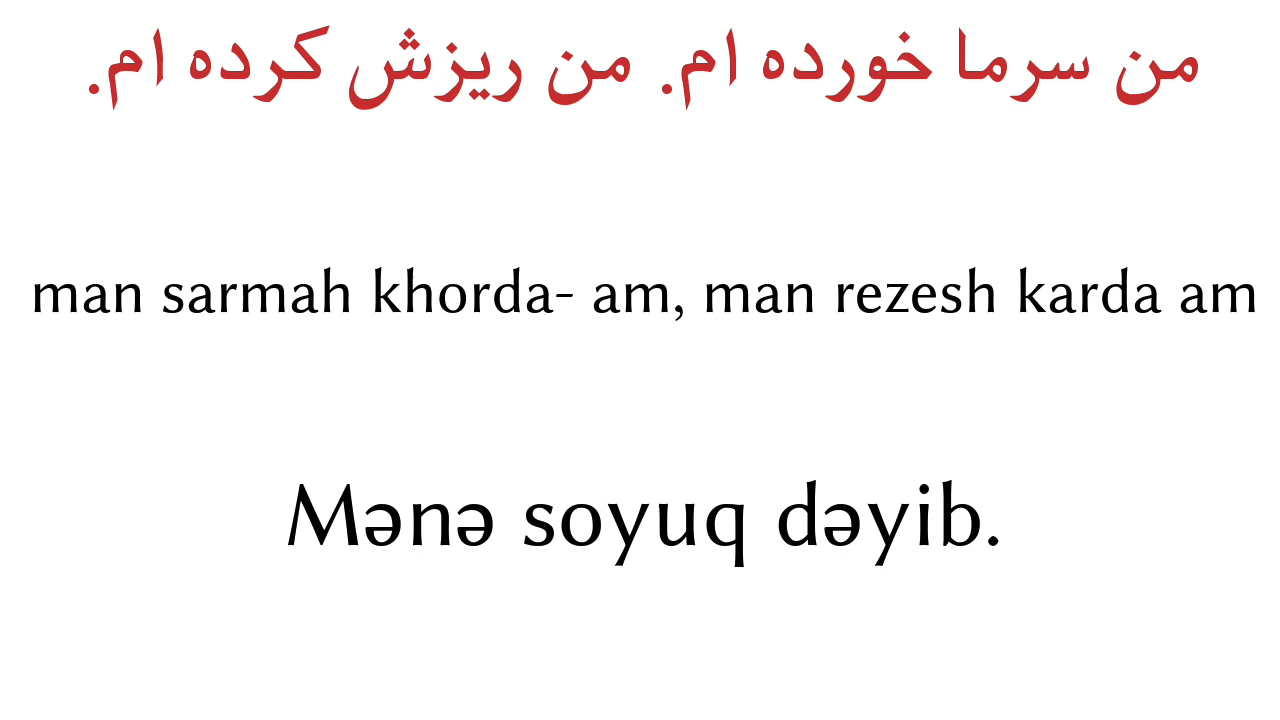 من سرما خورده ام. من ریزش کرده ام.
man sarmah khorda- am, man rezesh karda am
Mənə soyuq dəyib.